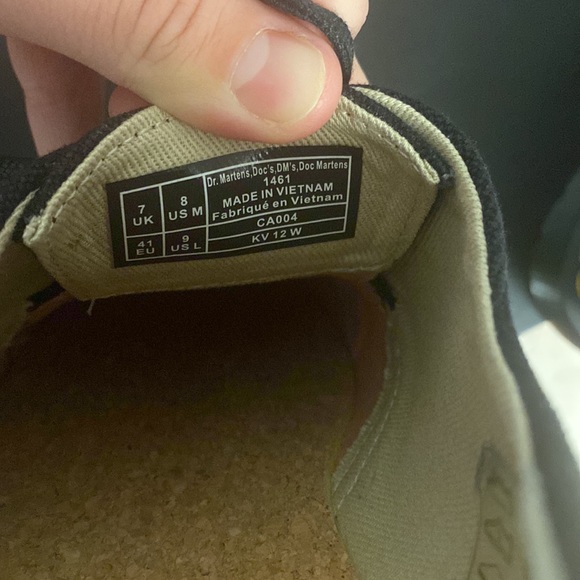 7 UK
8 US M
41 EU
9 US L
Dr. Martens,Doc's,DM's,Doc Martens
1461
MADE IN VIETNAM
Fabriqué en Vietnam
CA004
KV 12 W